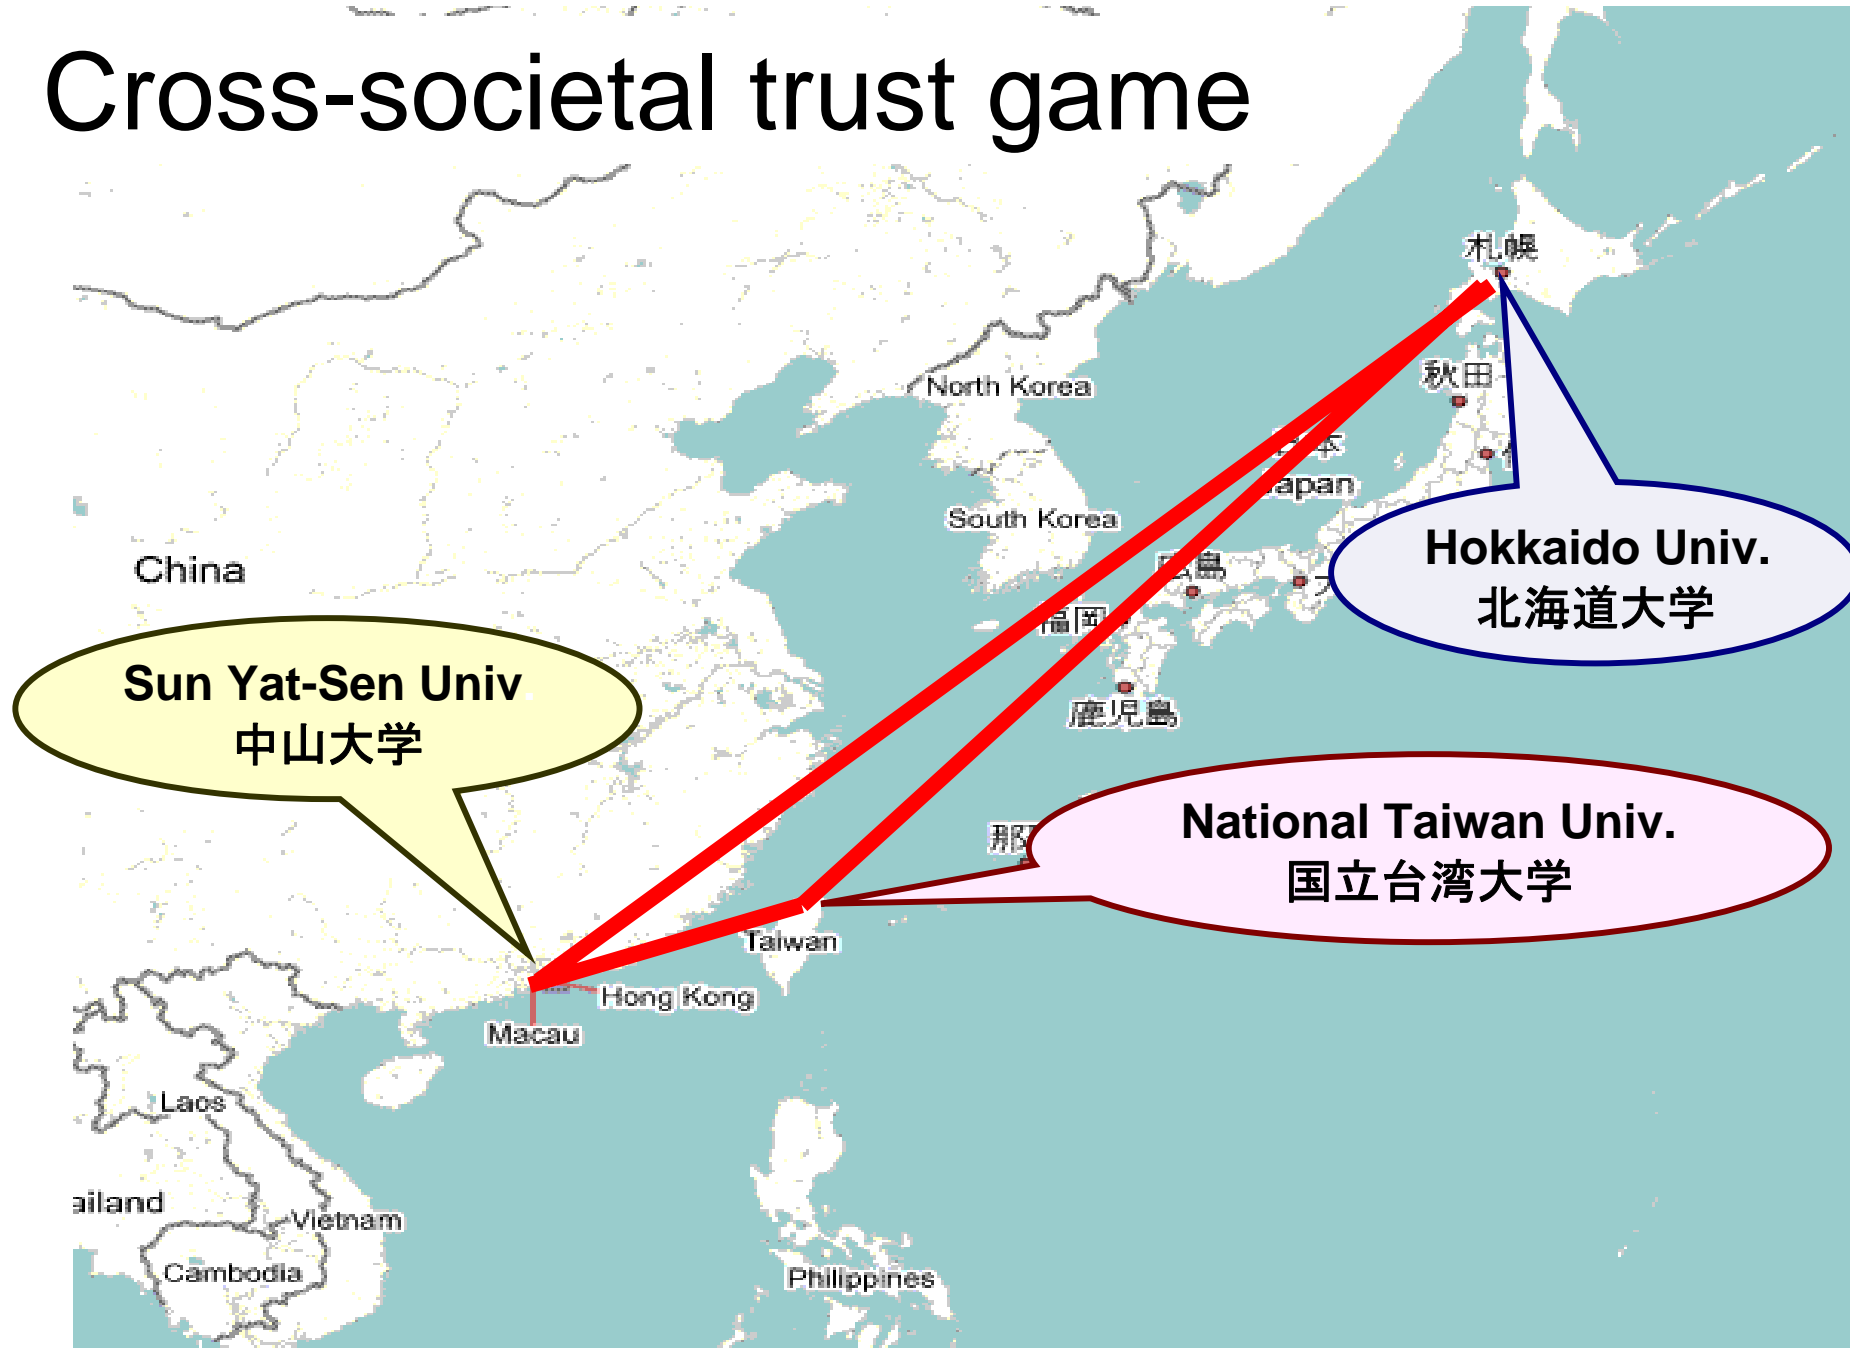 Cross-societal trust game
札幌
North Korea
秋田
South Korea
Hokkaido Univ.
北海道大学
China
福岡
Sun Yat-Sen Univ
中山大学
鹿児島
National Taiwan Univ.
国立台湾大学
Taiwan
Hong Kong
Macau
Laos
Vietnam
Cambodia
Philippines